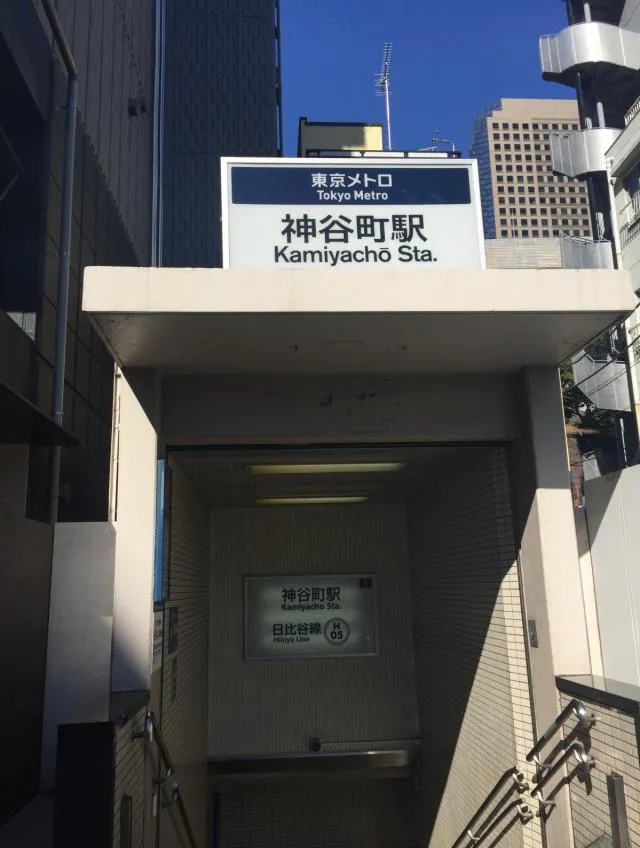 東京メトロ
Tokyo Metro
神谷町駅
Kamiyachō Sta.
神谷町駅
Kamiyacho Sta.
日比谷線
Hibiya Line
H
05